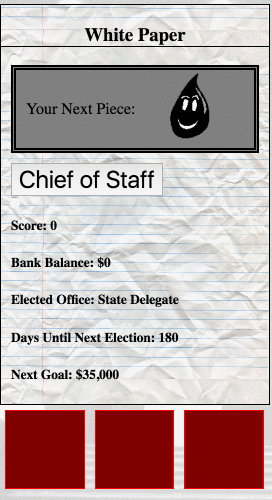 White Paper
Your Next Piece:
Chief of Staff
Score: 0
Bank Balance: $0
Elected Office: State Delegate
Days Until Next Election: 180
Next Goal: $35,000